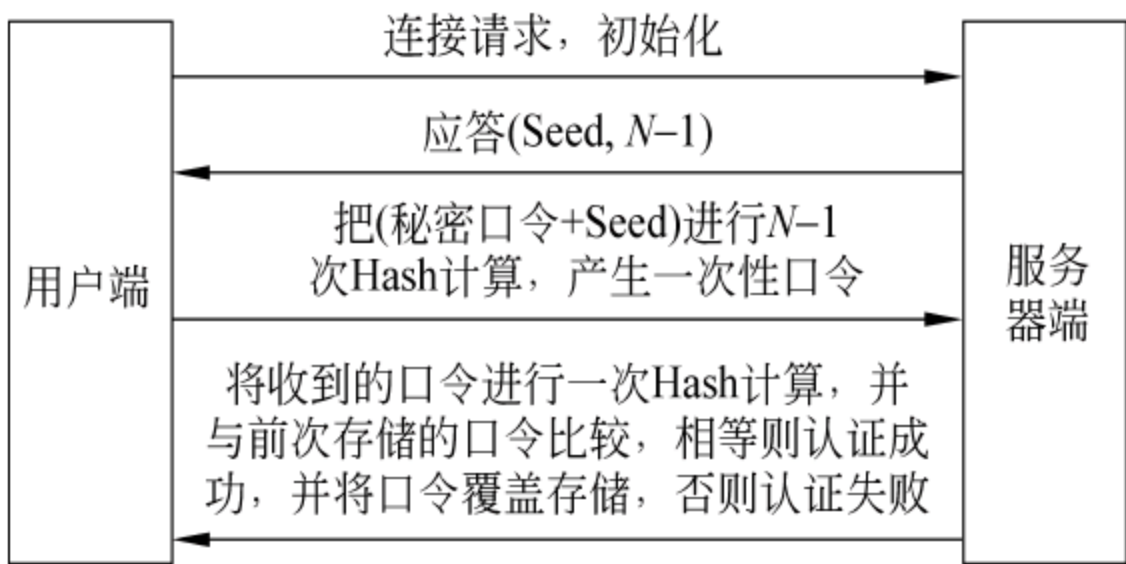 连接请求，初始化
应答(Seed, N–1)
把(秘密口令+Seed)进行N–1
次Hash计算，产生一次性口令
用户端
服务
器端
将收到的口令进行一次Hash计算，并
与前次存储的口令比较，相等则认证成
功，并将口令覆盖存储，否则认证失败